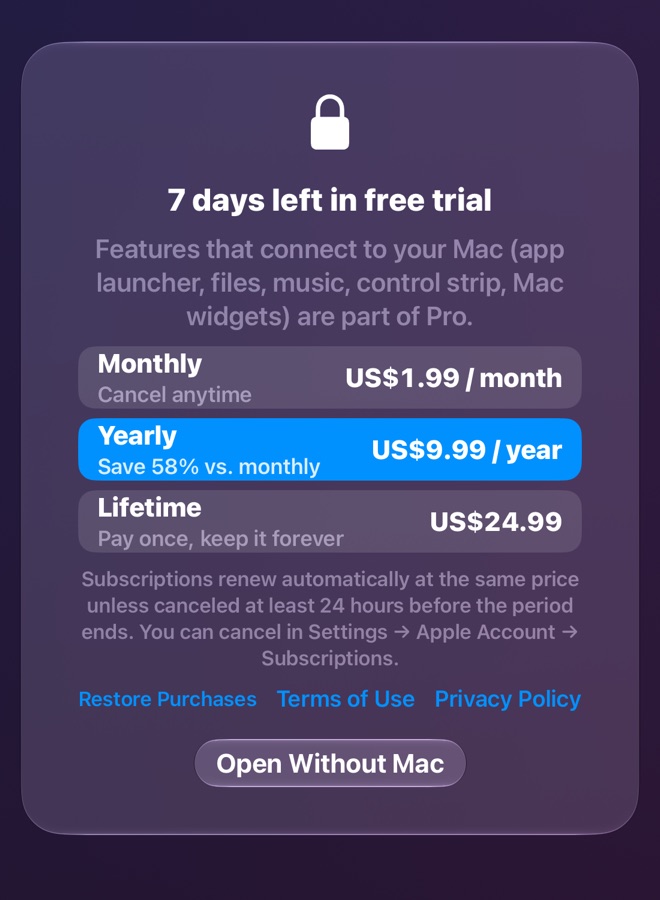 7 days left in free trial
Features that connect to your Mac (app
launcher, files, music, control strip, Mac
widgets) are part of Pro.
Monthly
Cancel anytime
US$1.99 / month
Yearly
Save 58% vs. monthly
US$9.99 / year
Lifetime
Pay once, keep it forever
US$24.99
Subscriptions renew automatically at the same price
unless canceled at least 24 hours before the period
ends. You can cancel in Settings → Apple Account →
Subscriptions.
Restore Purchases Terms of Use Privacy Policy
Open Without Mac